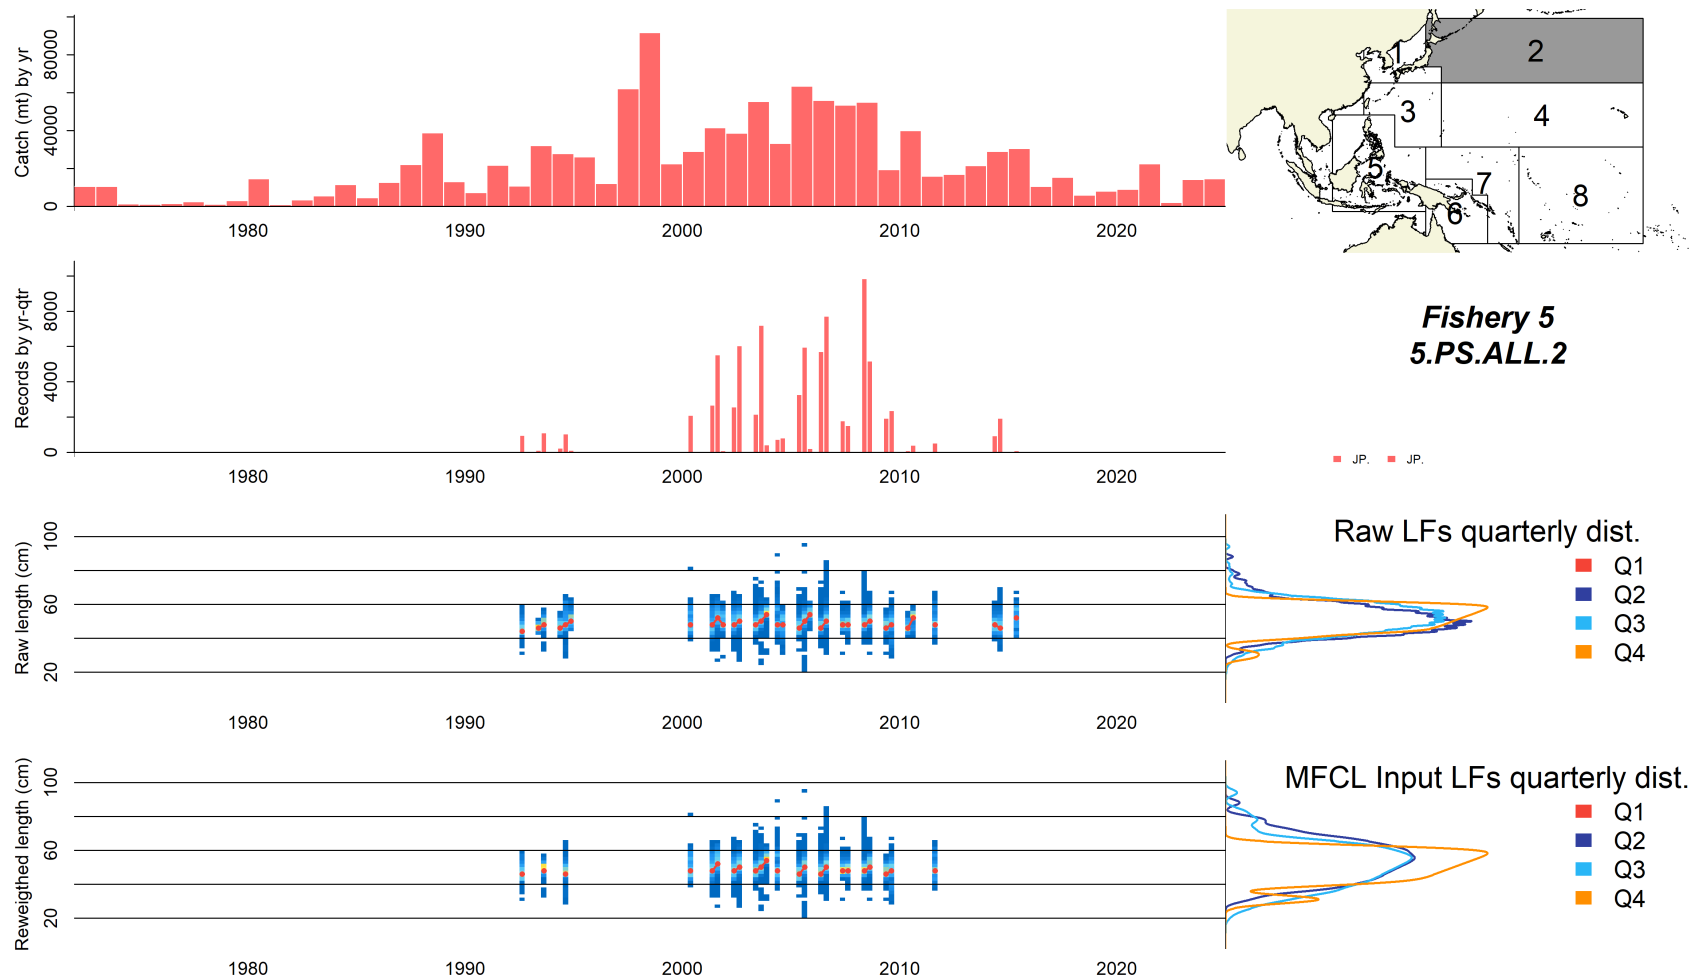 Catch (mt) by yr
80000
40000
0
1980 1990 2000 2010 2020
1
2
3
4
5
7
8
6
Records by yr-qtr
8000
4000
0
1980 1990 2000 2010 2020
Fishery 5
5.PS.ALL.2
JP. JP.
Raw length (cm)
100
60
20
1980 1990 2000 2010 2020
Raw LFs quarterly dist.
Q1
Q2
Q3
Q4
Reweigthed length (cm)
100
60
20
1980 1990 2000 2010 2020
MFCL Input LFs quarterly dist.
Q1
Q2
Q3
Q4